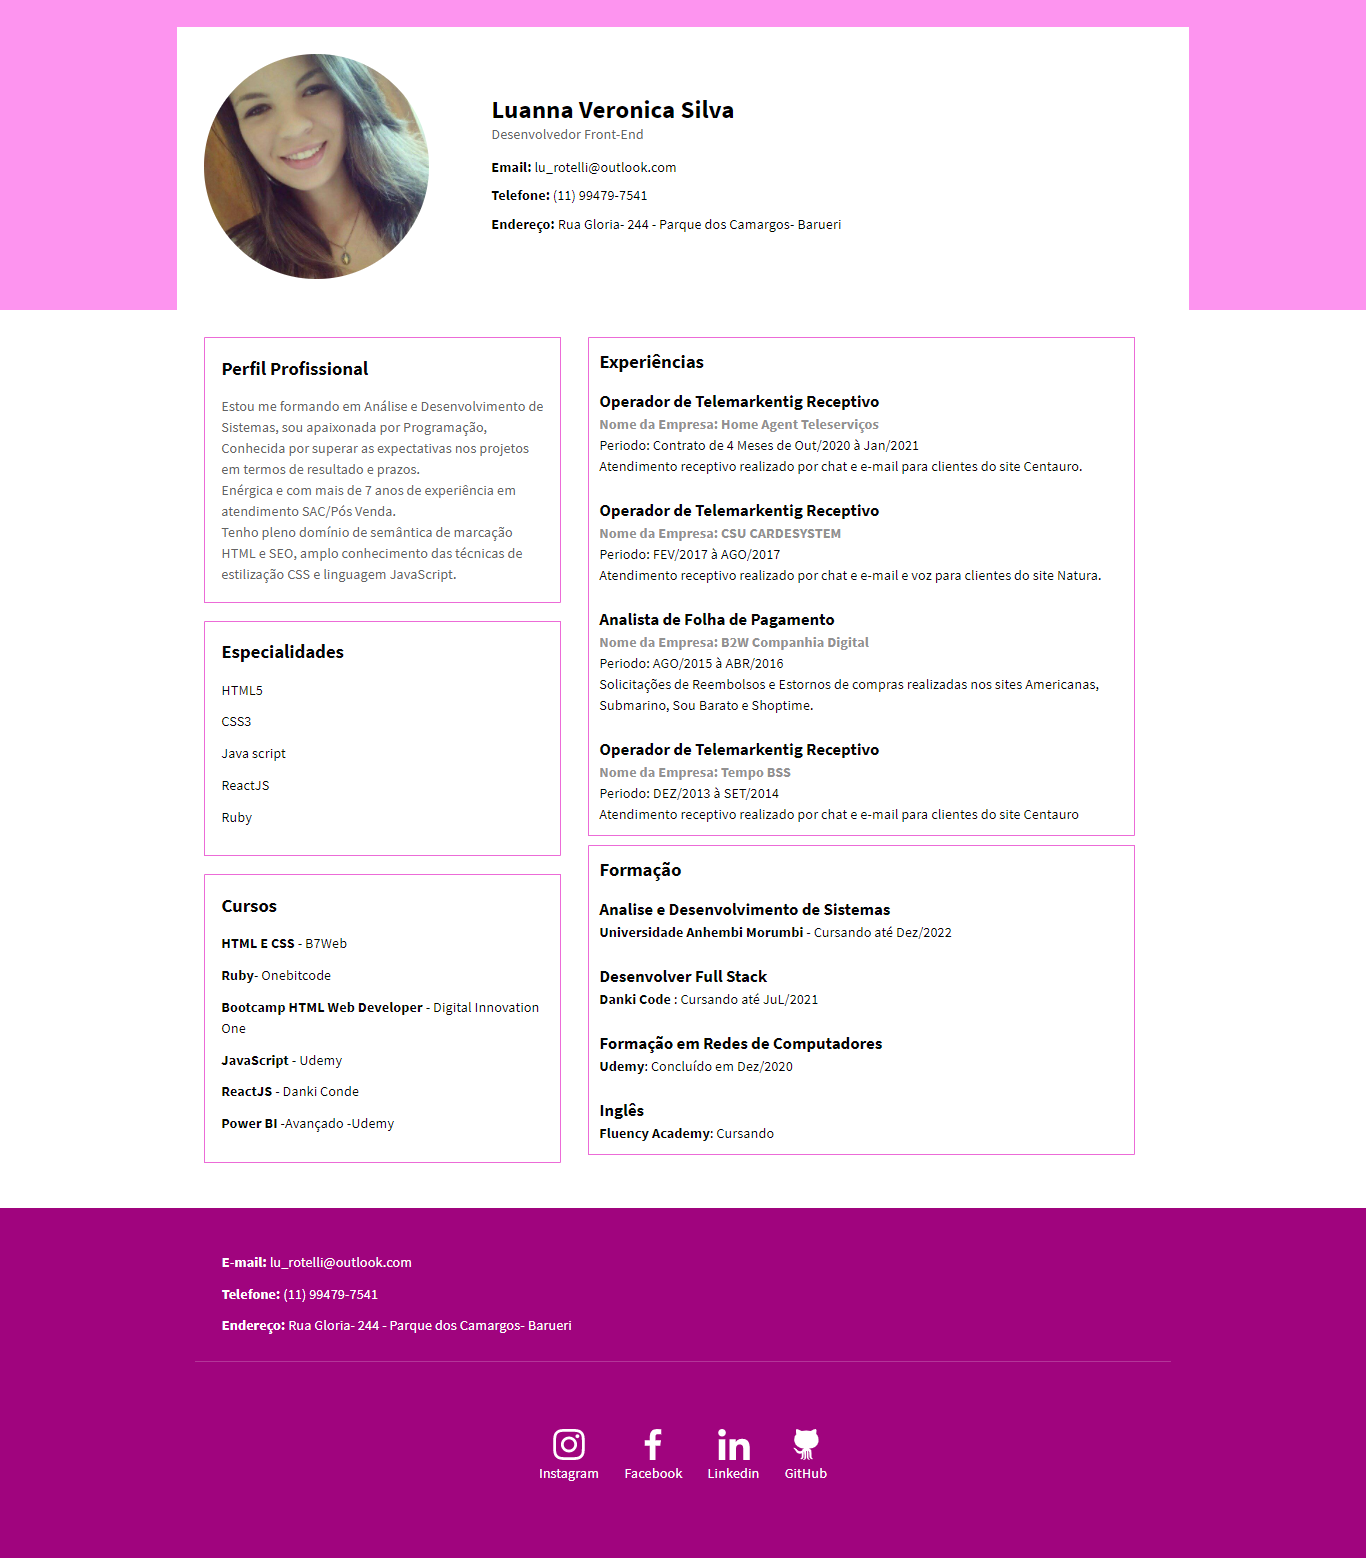 Luanna Veronica Silva
Desenvolvedor Front-End
Email: lu_rotelli@outlook.com
Telefone: (11) 99479-7541
Endereço: Rua Gloria- 244 - Parque dos Camargos- Barueri
Perfil Profissional
Estou me formando em Análise e Desenvolvimento de
Sistemas, sou apaixonada por Programação,
Conhecida por superar as expectativas nos projetos
em termos de resultado e prazos.
Enérgica e com mais de 7 anos de experiência em
atendimento SAC/Pós Venda.
Tenho pleno domínio de semântica de marcação
HTML e SEO, amplo conhecimento das técnicas de
estilização CSS e linguagem JavaScript.
Especialidades
HTML5
CSS3
Java script
ReactJS
Ruby
Cursos
HTML E CSS - B7Web
Ruby- Onebitcode
Bootcamp HTML Web Developer - Digital Innovation
One
JavaScript - Udemy
ReactJS - Danki Conde
Power BI -Avançado -Udemy
Experiências
Operador de Telemarkentig Receptivo
Nome da Empresa: Home Agent Teleserviços
Periodo: Contrato de 4 Meses de Out/2020 à Jan/2021
Atendimento receptivo realizado por chat e e-mail para clientes do site Centauro.
Operador de Telemarkentig Receptivo
Nome da Empresa: CSU CARDESYSTEM
Periodo: FEV/2017 à AGO/2017
Atendimento receptivo realizado por chat e e-mail e voz para clientes do site Natura.
Analista de Folha de Pagamento
Nome da Empresa: B2W Companhia Digital
Periodo: AGO/2015 à ABR/2016
Solicitações de Reembolsos e Estornos de compras realizadas nos sites Americanas,
Submarino, Sou Barato e Shoptime.
Operador de Telemarkentig Receptivo
Nome da Empresa: Tempo BSS
Periodo: DEZ/2013 à SET/2014
Atendimento receptivo realizado por chat e e-mail para clientes do site Centauro
Formação
Analise e Desenvolvimento de Sistemas
Universidade Anhembi Morumbi - Cursando até Dez/2022
Desenvolver Full Stack
Danki Code : Cursando até JuL/2021
Formação em Redes de Computadores
Udemy: Concluído em Dez/2020
Inglês
Fluency Academy: Cursando
E-mail: lu_rotelli@outlook.com
Telefone: (11) 99479-7541
Endereço: Rua Gloria- 244 - Parque dos Camargos- Barueri
Instagram Facebook Linkedin GitHub